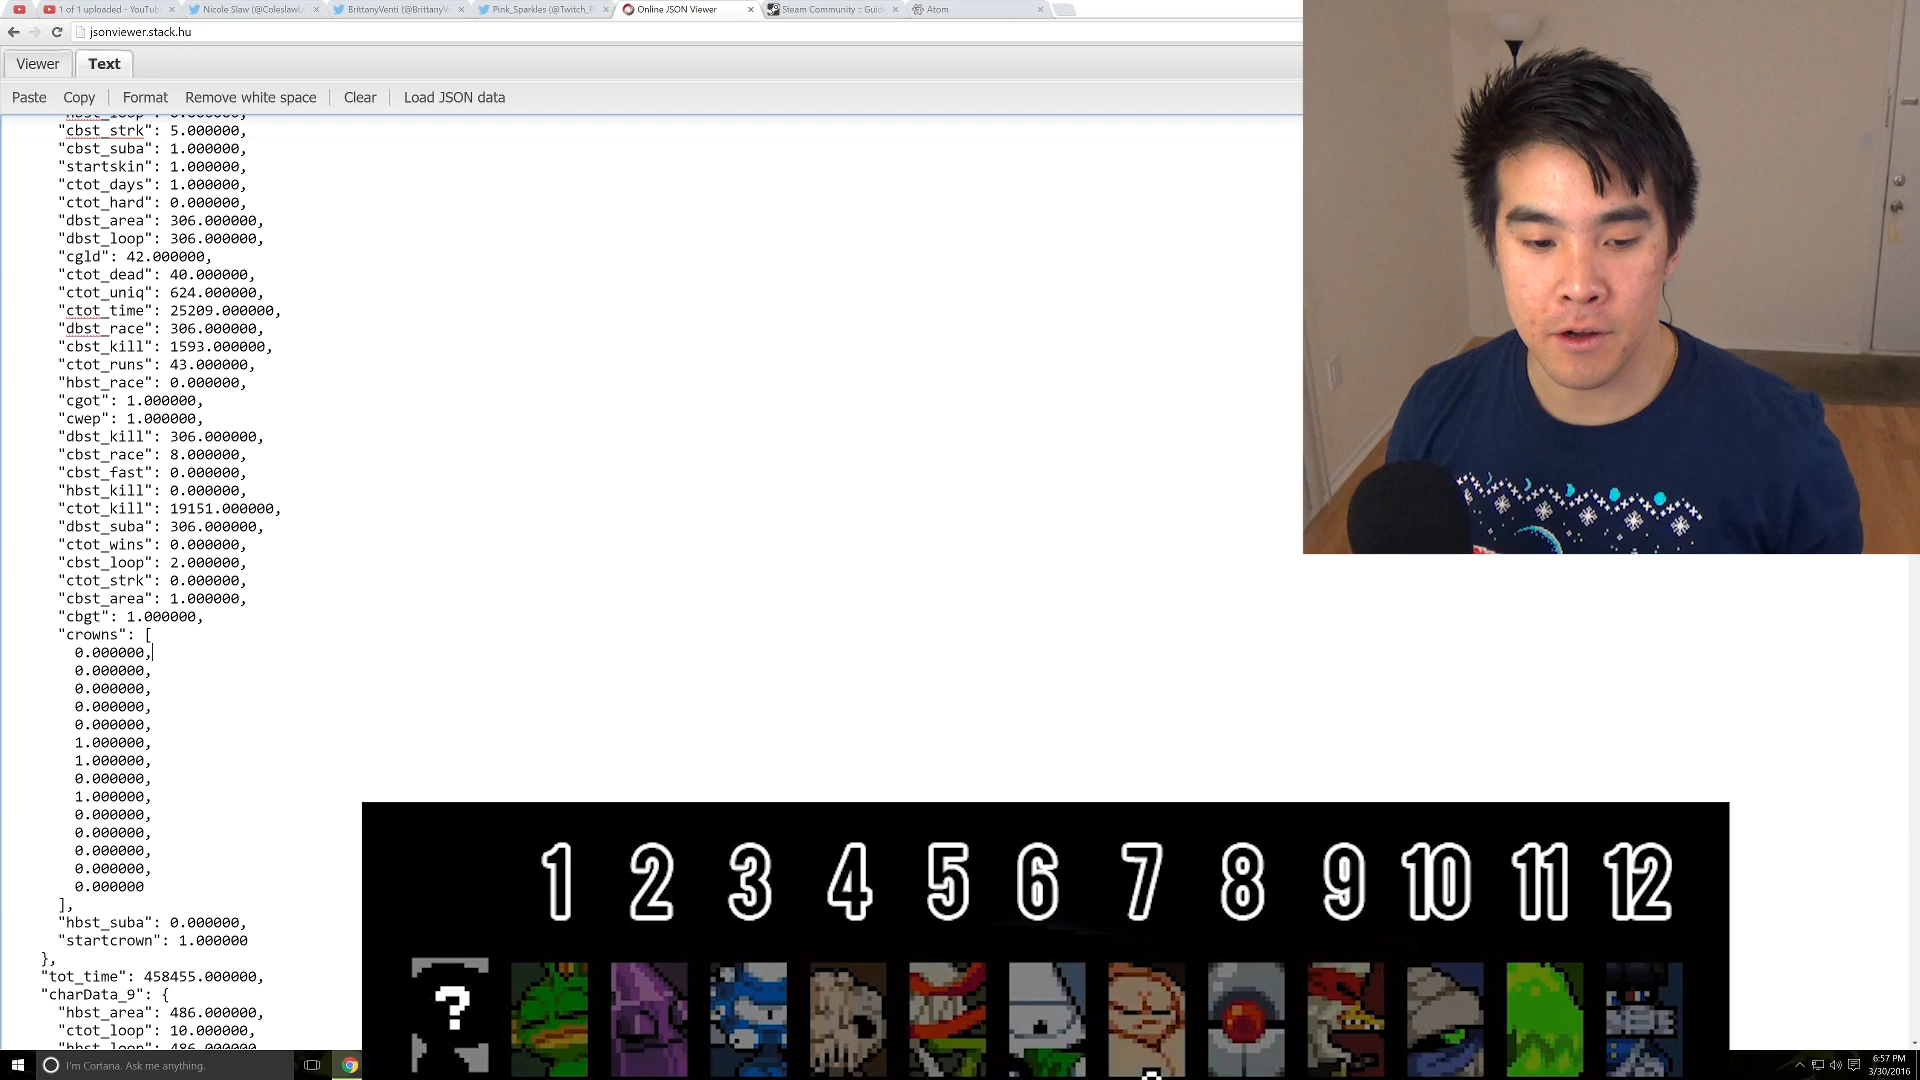 1 of 1 uploaded - YouTub
Nicole Slaw (@ColeslawL
BrittanyVenti (@BrittanyV
Pink_Sparkles (@Twitch_P
Online JSON Viewer
Steam Community :: Guid
Atom
jsonviewer.stack.hu
Viewer
Text
Paste
Copy
Format
Remove white space
Clear
Load JSON data
"cbst_strk": 5.000000,
"cbst_suba": 1.000000,
"startskin": 1.000000,
"ctot_days": 1.000000,
"ctot_hard": 0.000000,
"dbst_area": 306.000000,
"dbst_loop": 306.000000,
"cgld": 42.000000,
"ctot_dead": 40.000000,
"ctot_uniq": 624.000000,
"ctot_time": 25209.000000,
"dbst_race": 306.000000,
"cbst_kill": 1593.000000,
"ctot_runs": 43.000000,
"hbst_race": 0.000000,
"cgot": 1.000000,
"cwep": 1.000000,
"dbst_kill": 306.000000,
"cbst_race": 8.000000,
"cbst_fast": 0.000000,
"hbst_kill": 0.000000,
"ctot_kill": 19151.000000,
"dbst_suba": 306.000000,
"ctot_wins": 0.000000,
"cbst_loop": 2.000000,
"ctot_strk": 0.000000,
"cbst_area": 1.000000,
"cbgt": 1.000000,
"crowns": [
0.000000,
0.000000,
0.000000,
0.000000,
0.000000,
1.000000,
1.000000,
0.000000,
1.000000,
0.000000,
0.000000,
0.000000,
0.000000,
0.000000
],
"hbst_suba": 0.000000,
"startcrown": 1.000000
},
"tot_time": 458455.000000,
"charData_9": {
"hbst_area": 486.000000,
"ctot_loop": 10.000000,
"hbst_loop": 486.000000
1 2 3 4 5 6 7 8 9 10 11 12
?
I'm Cortana. Ask me anything.
6:57 PM
3/30/2016